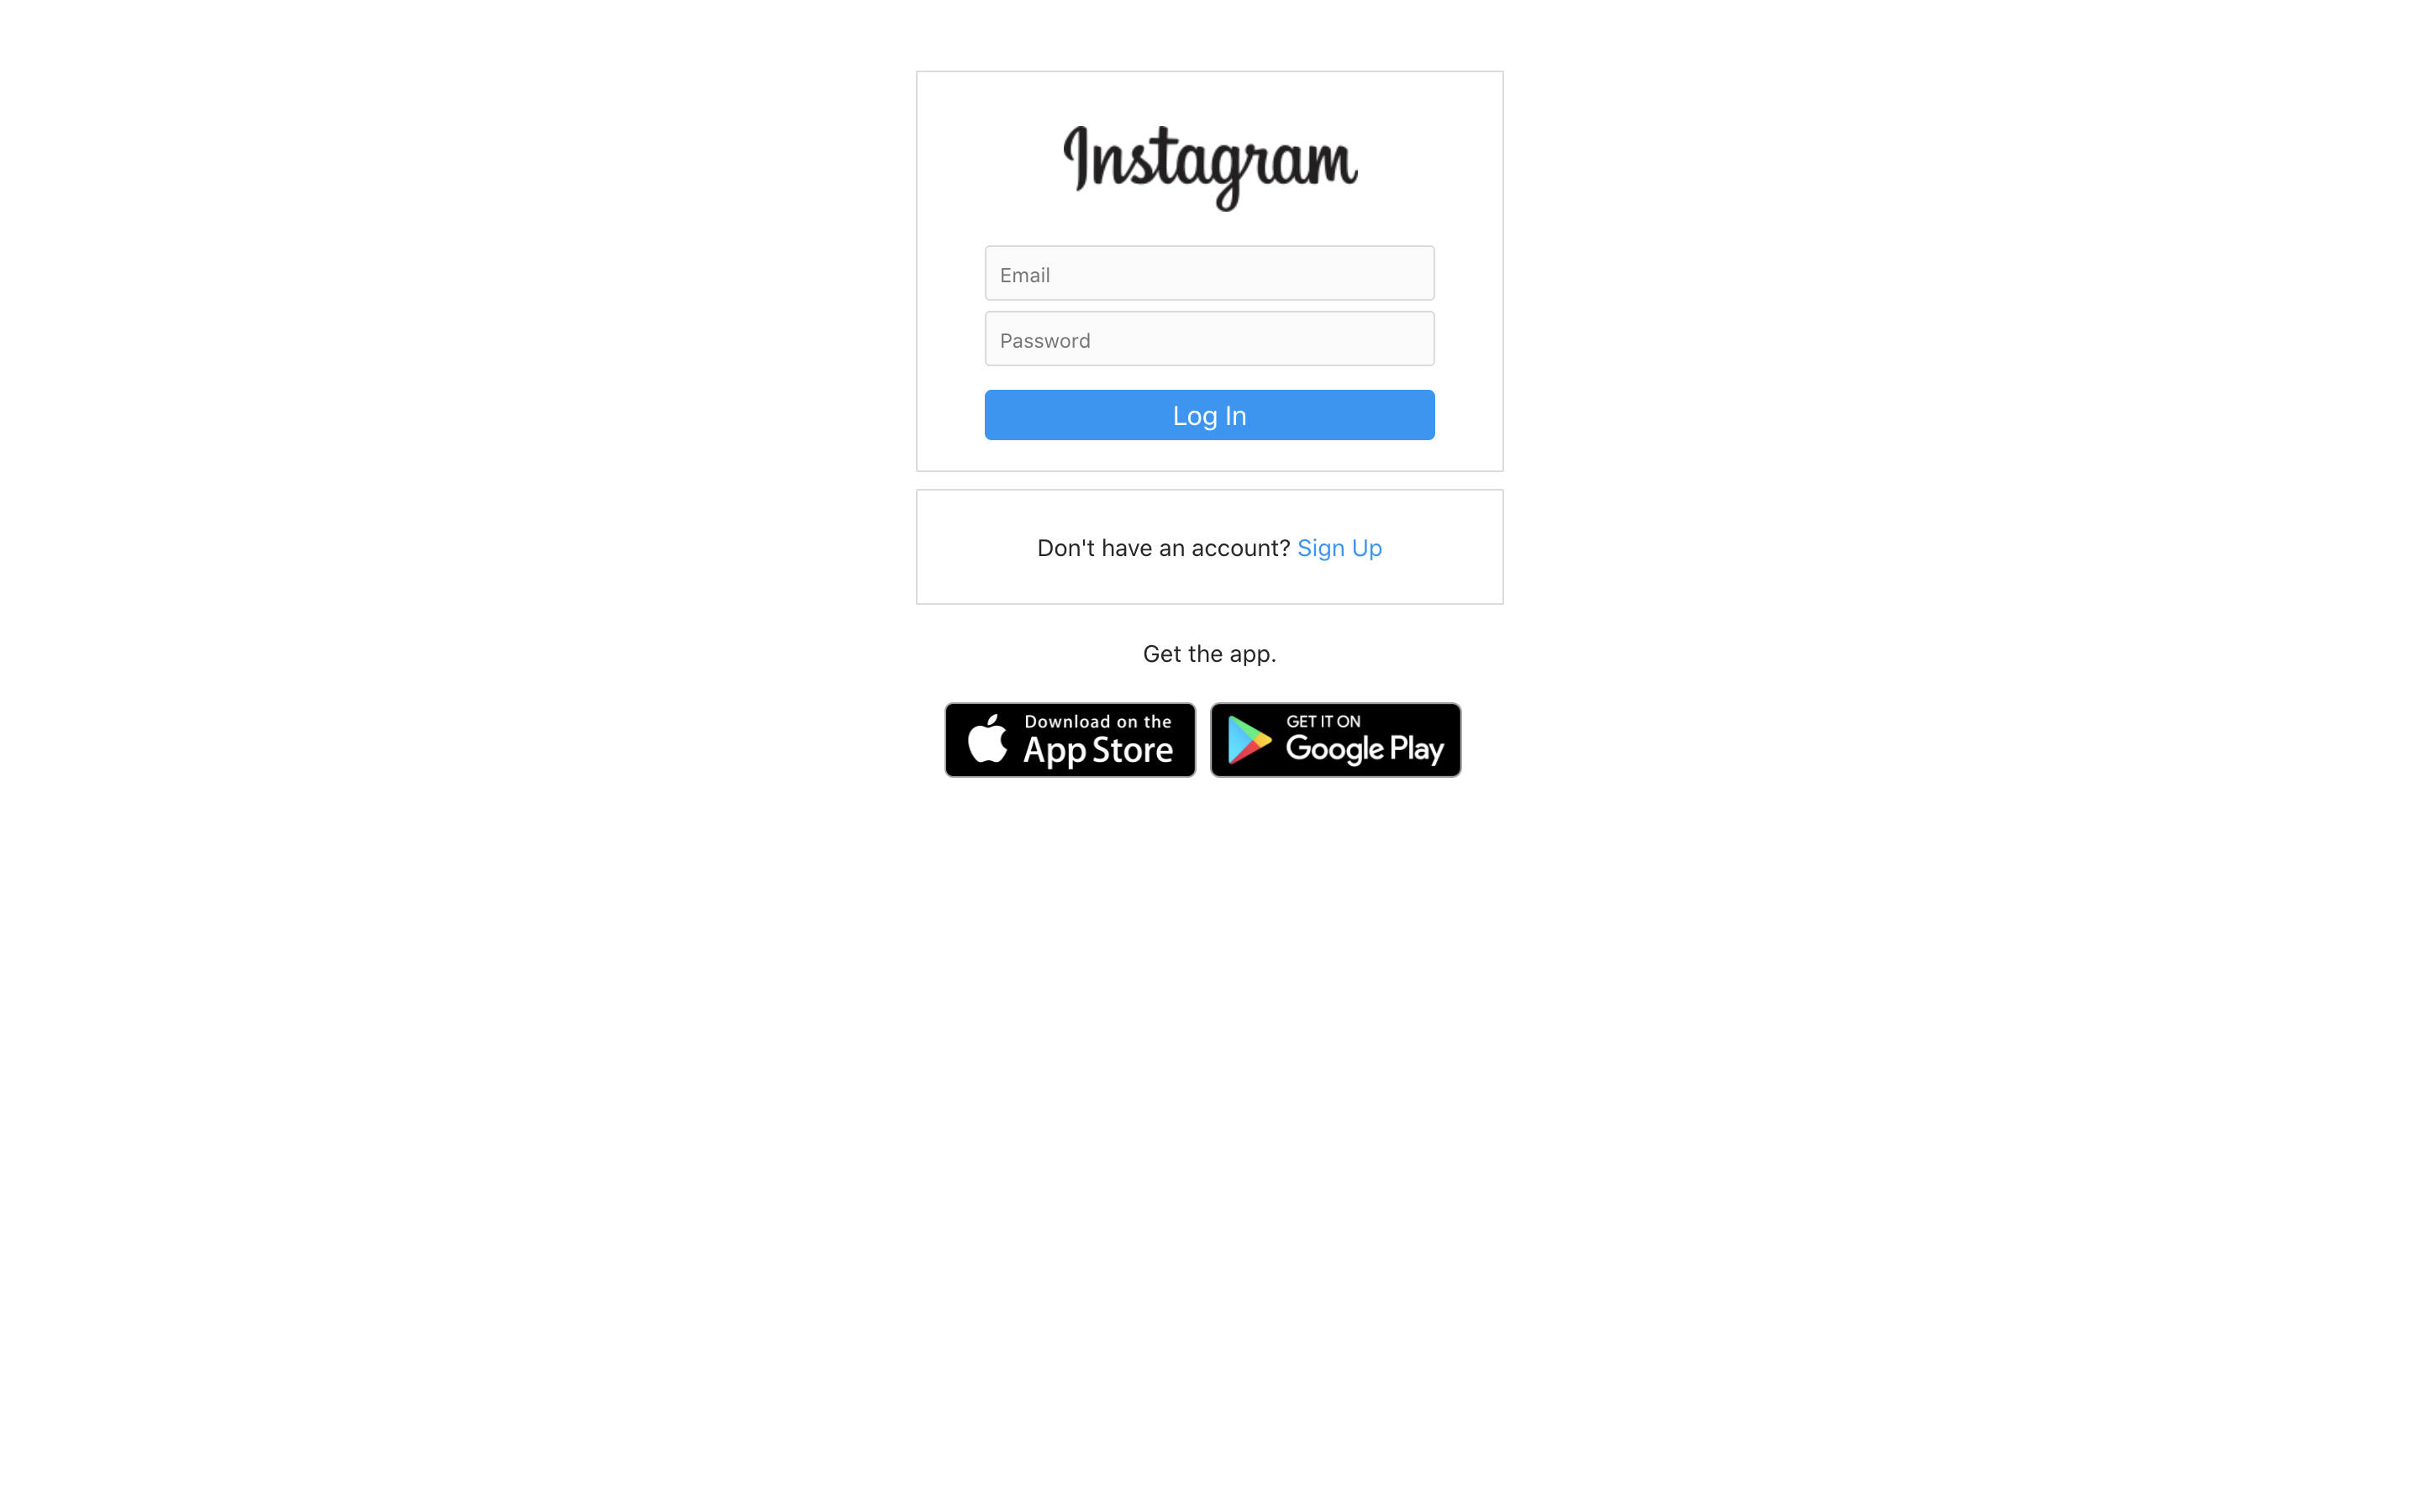 Instagram
Email
Password
Log In
Don't have an account? Sign Up
Get the app.
Download on the
App Store
GET IT ON
Google Play